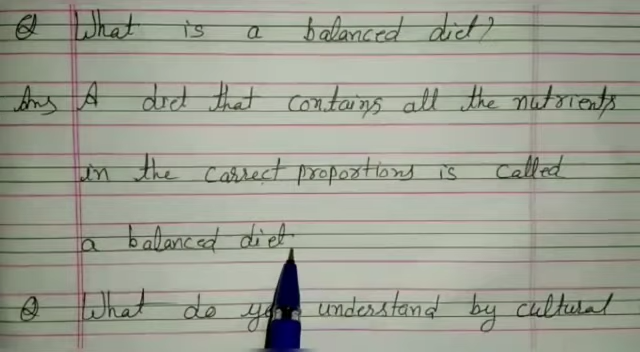 Q What is a balanced diet?
Ans A diet that contains all the nutrients
in the correct proportions is called
a balanced diet.
Q What do you understand by cultural